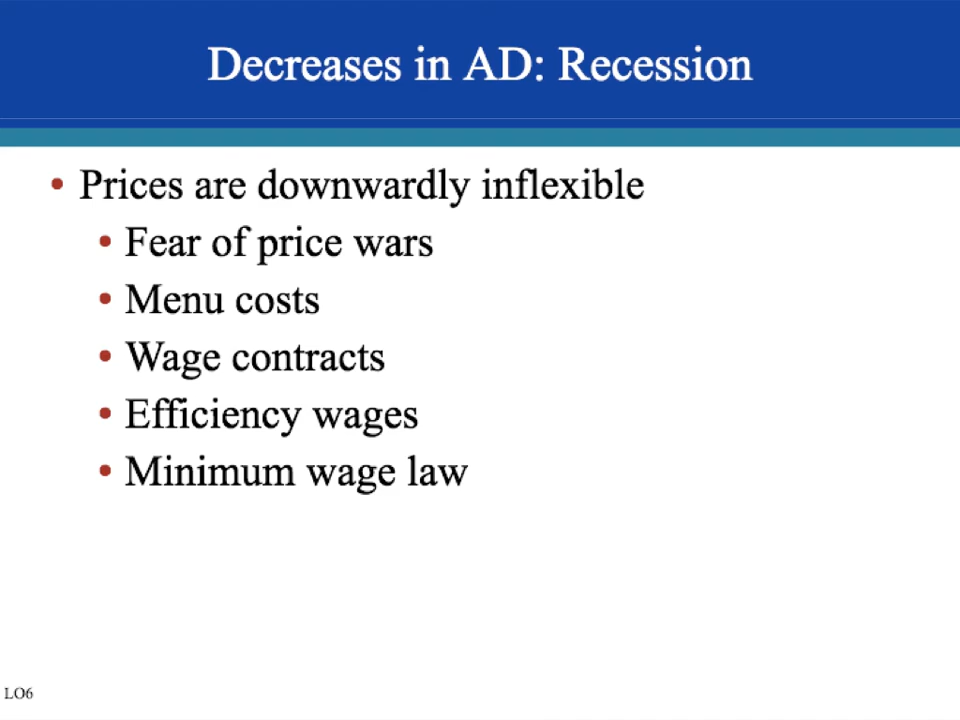 Decreases in AD: Recession
• Prices are downwardly inflexible
• Fear of price wars
• Menu costs
• Wage contracts
• Efficiency wages
• Minimum wage law
LO6